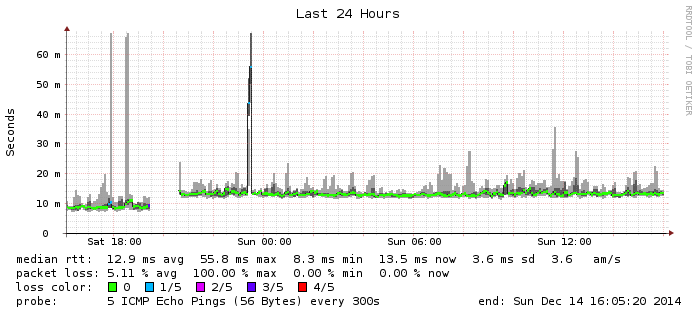 Last 24 Hours
RRDTOOL / TOBI OETIKER
Seconds
60 m
50 m
40 m
30 m
20 m
10 m
0
Sat 18:00 Sun 00:00 Sun 06:00 Sun 12:00
median rtt: 12.9 ms avg 55.8 ms max 8.3 ms min 13.5 ms now 3.6 ms sd 3.6 am/s
packet loss: 5.11 % avg 100.00 % max 0.00 % min 0.00 % now
loss color: 0 1/5 2/5 3/5 4/5
probe: 5 ICMP Echo Pings (56 Bytes) every 300s end: Sun Dec 14 16:05:20 2014